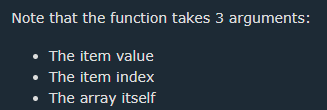 Note that the function takes 3 arguments:
• The item value
• The item index
• The array itself